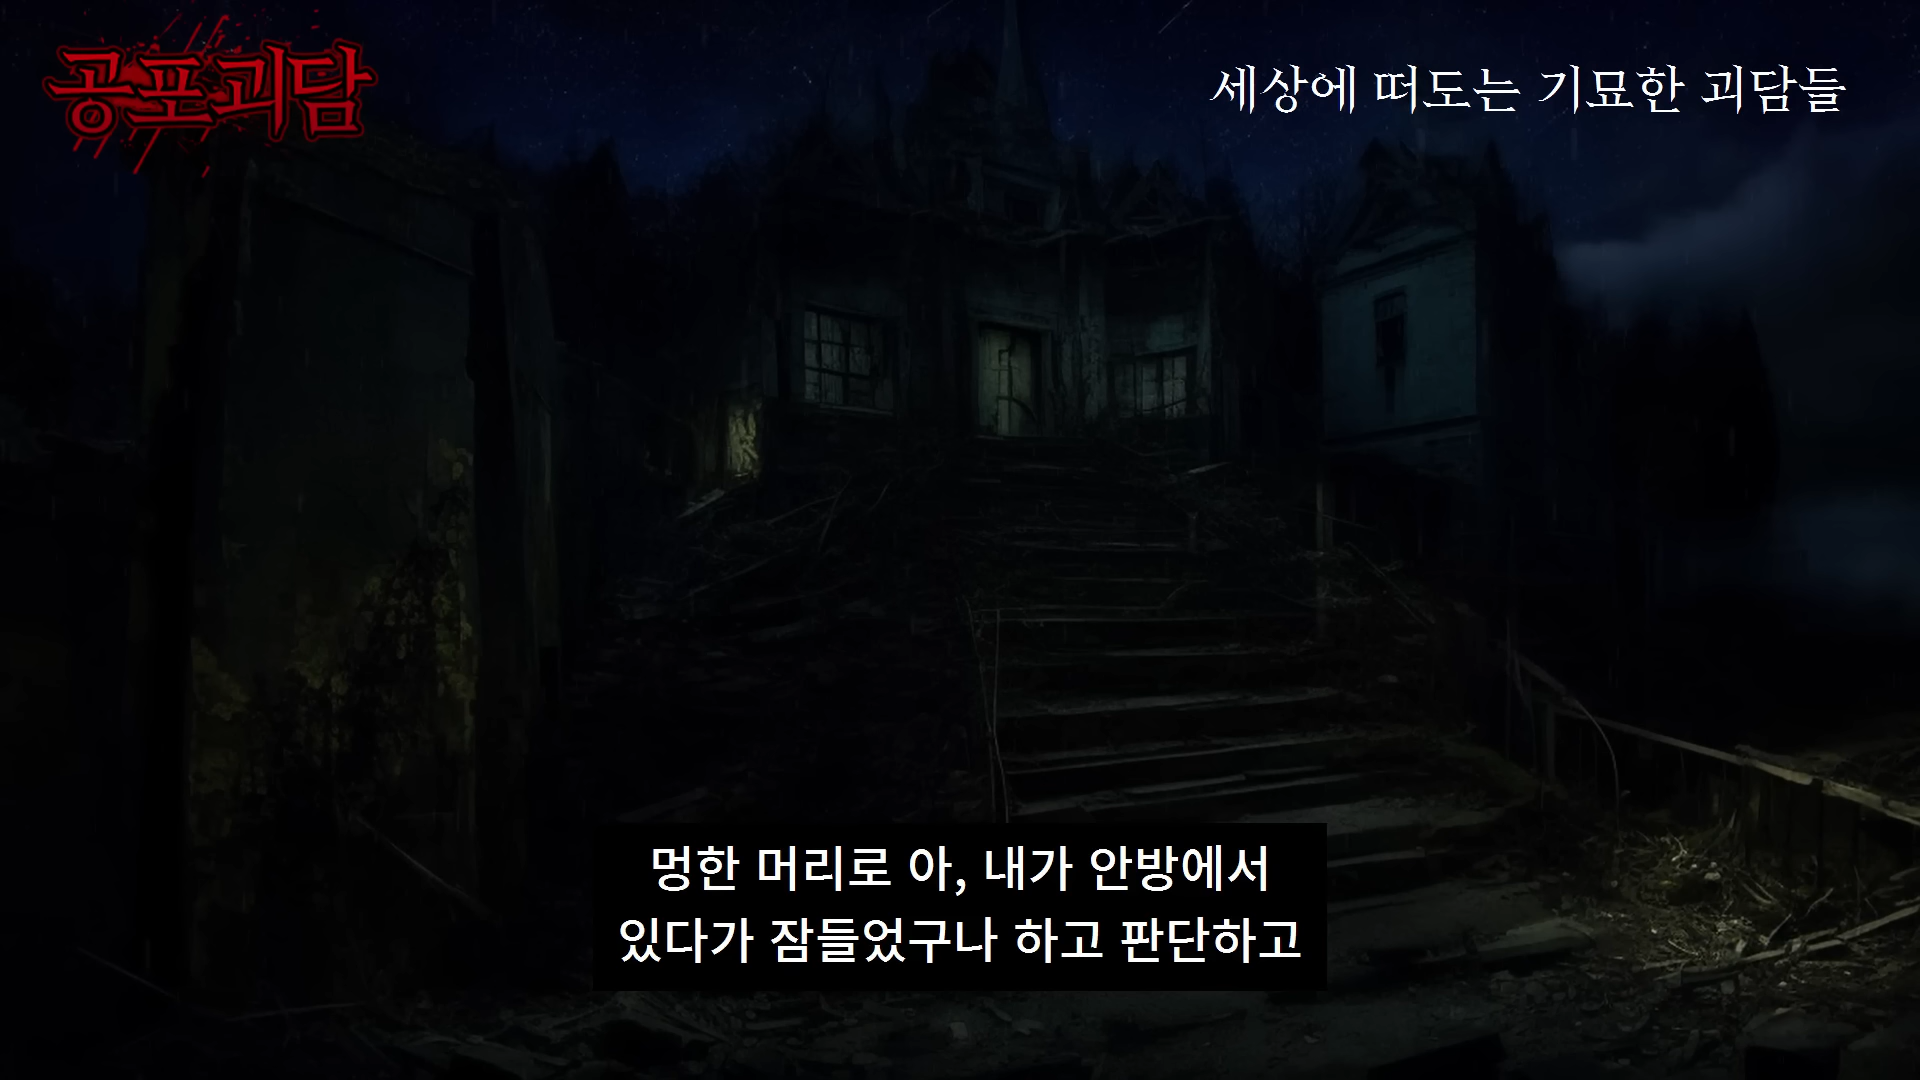 공포괴담
세상에 떠도는 기묘한 괴담들
멍한 머리로 아, 내가 안방에서
있다가 잠들었구나 하고 판단하고